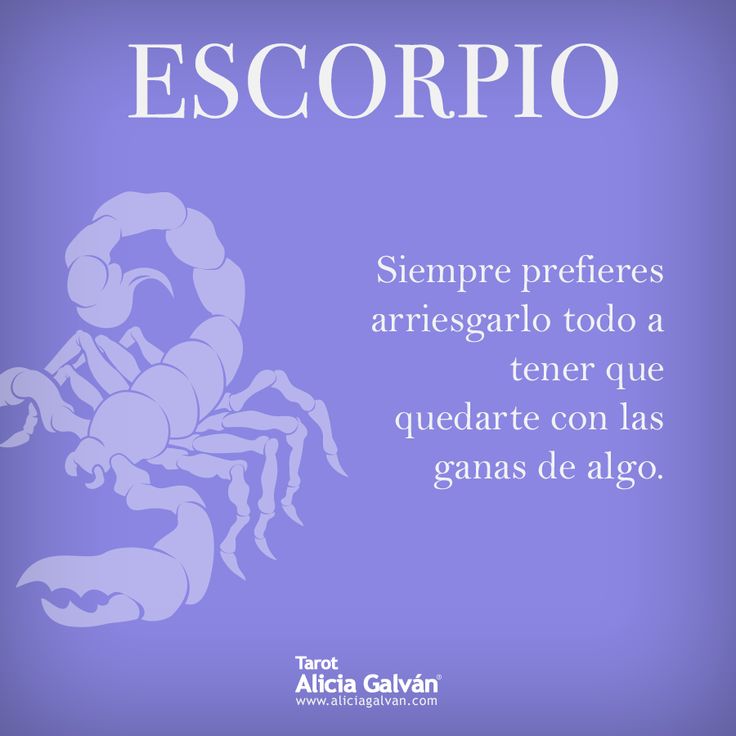 ESCORPIO
Siempre prefieres
arriesgarlo todo a
tener que
quedarte con las
ganas de algo.
Tarot
Alicia Galván®
www.aliciagalvan.com